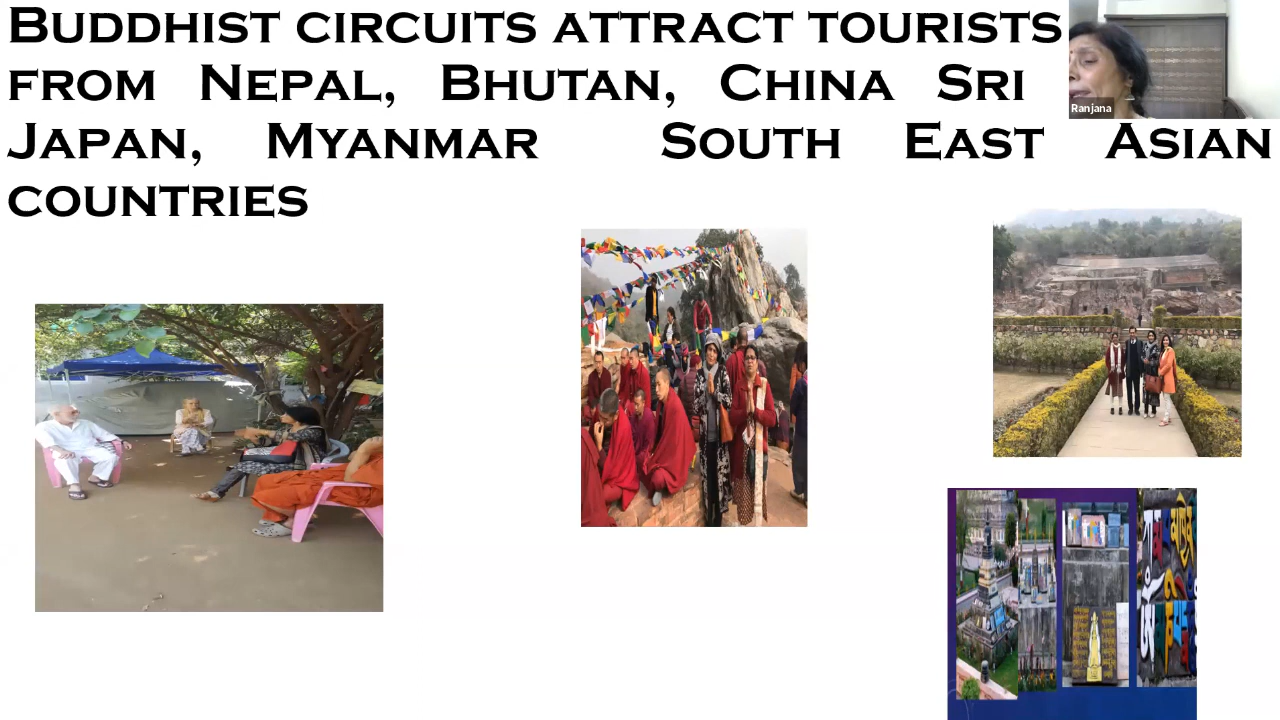 BUDDHIST CIRCUITS ATTRACT TOURISTS
FROM NEPAL, BHUTAN, CHINA SRI
JAPAN, MYANMAR SOUTH EAST ASIAN
COUNTRIES
Ranjana